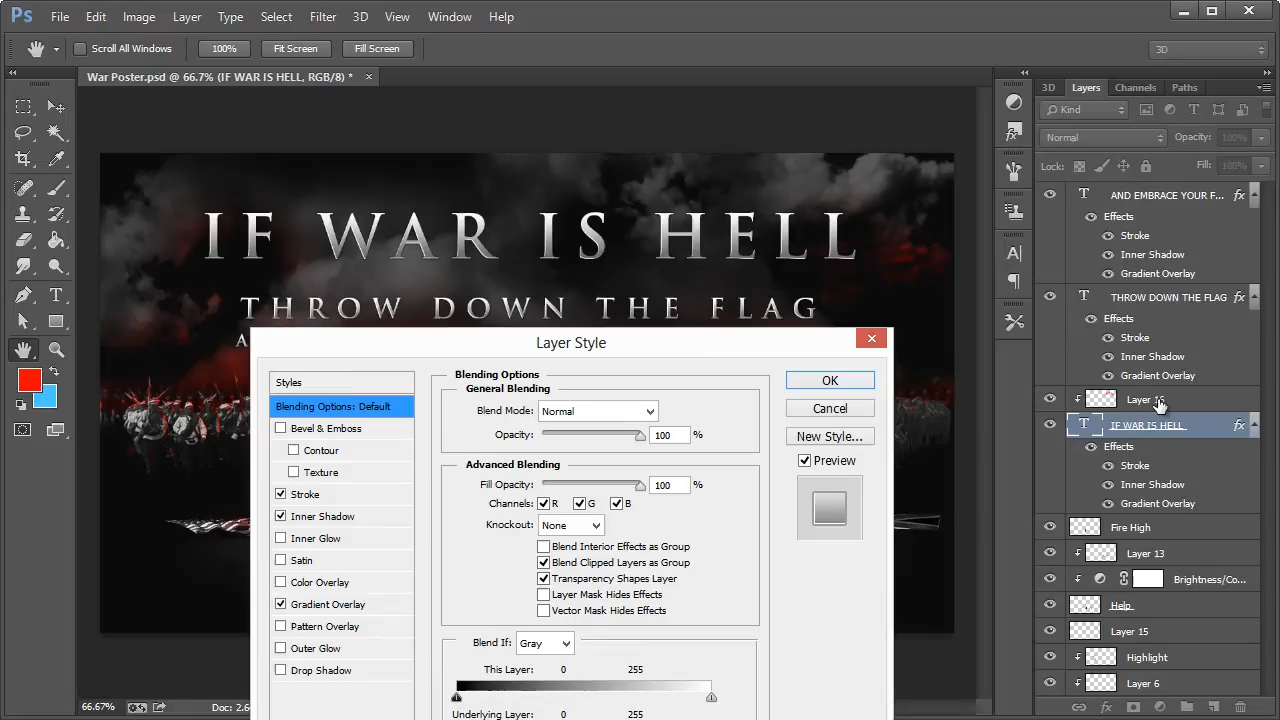 Ps File Edit Image Layer Type Select Filter 3D View Window Help
Scroll All Windows 100% Fit Screen Fill Screen 3D
War Poster.psd @ 66.7% (IF WAR IS HELL, RGB/8) * ×
3D Layers Channels Paths
Kind
Normal Opacity: 100%
Lock: Fill: 100%
AND EMBRACE YOUR F... fx
Effects
Stroke
Inner Shadow
Gradient Overlay
THROW DOWN THE FLAG fx
Effects
Stroke
Inner Shadow
Gradient Overlay
Layer
IF WAR IS HELL fx
Effects
Stroke
Inner Shadow
Gradient Overlay
Fire High
Layer 13
Brightness/Co...
Help
Layer 15
Highlight
Layer 6
IF WAR IS HELL
THROW DOWN THE FLAG
A
Layer Style
Styles
Blending Options: Default
Bevel & Emboss
Contour
Texture
Stroke
Inner Shadow
Inner Glow
Satin
Color Overlay
Gradient Overlay
Pattern Overlay
Outer Glow
Drop Shadow
Blending Options
General Blending
Blend Mode: Normal
Opacity: 100 %
Advanced Blending
Fill Opacity: 100 %
Channels: R G B
Knockout: None
Blend Interior Effects as Group
Blend Clipped Layers as Group
Transparency Shapes Layer
Layer Mask Hides Effects
Vector Mask Hides Effects
Blend If: Gray
This Layer: 0 255
Underlying Layer: 0 255
OK
Cancel
New Style...
Preview
66.67% Doc: 2.6